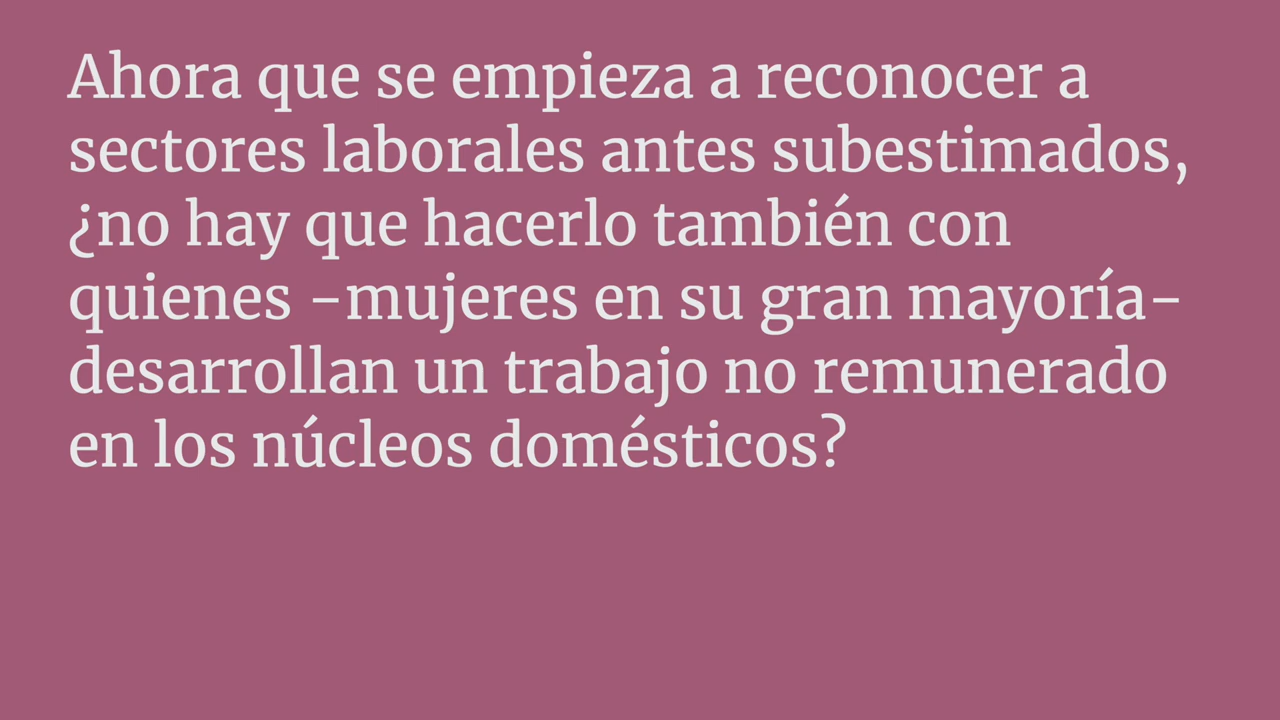 Ahora que se empieza a reconocer a
sectores laborales antes subestimados,
¿no hay que hacerlo también con
quienes –mujeres en su gran mayoría–
desarrollan un trabajo no remunerado
en los núcleos domésticos?